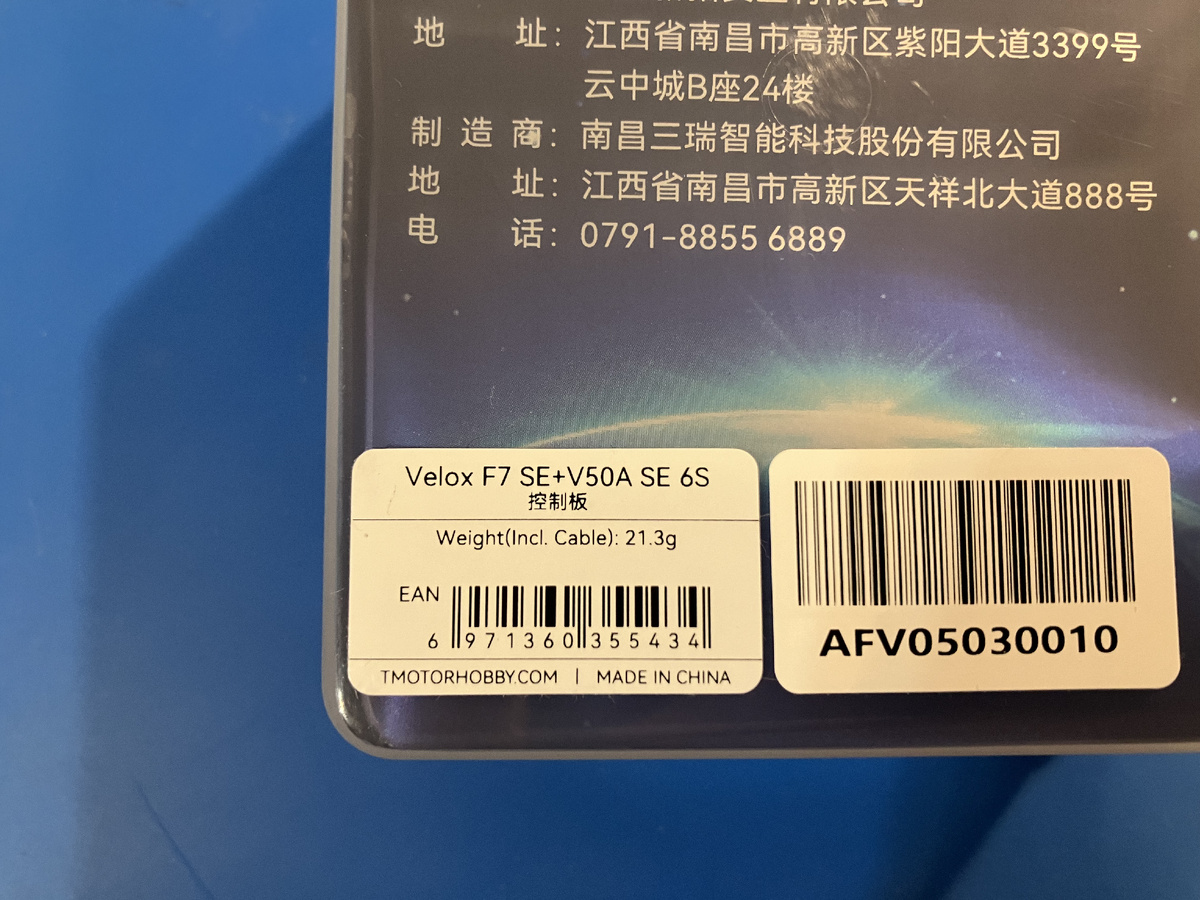 有限公司
地 址：江西省南昌市高新区紫阳大道3399号
云中城B座24楼
制 造 商：南昌三瑞智能科技股份有限公司
地 址：江西省南昌市高新区天祥北大道888号
电 话：0791-8855 6889
Velox F7 SE+V50A SE 6S
控制板
Weight(Incl. Cable): 21.3g
EAN
6 971360 355434
TMOTORHOBBY.COM | MADE IN CHINA
AFV05030010